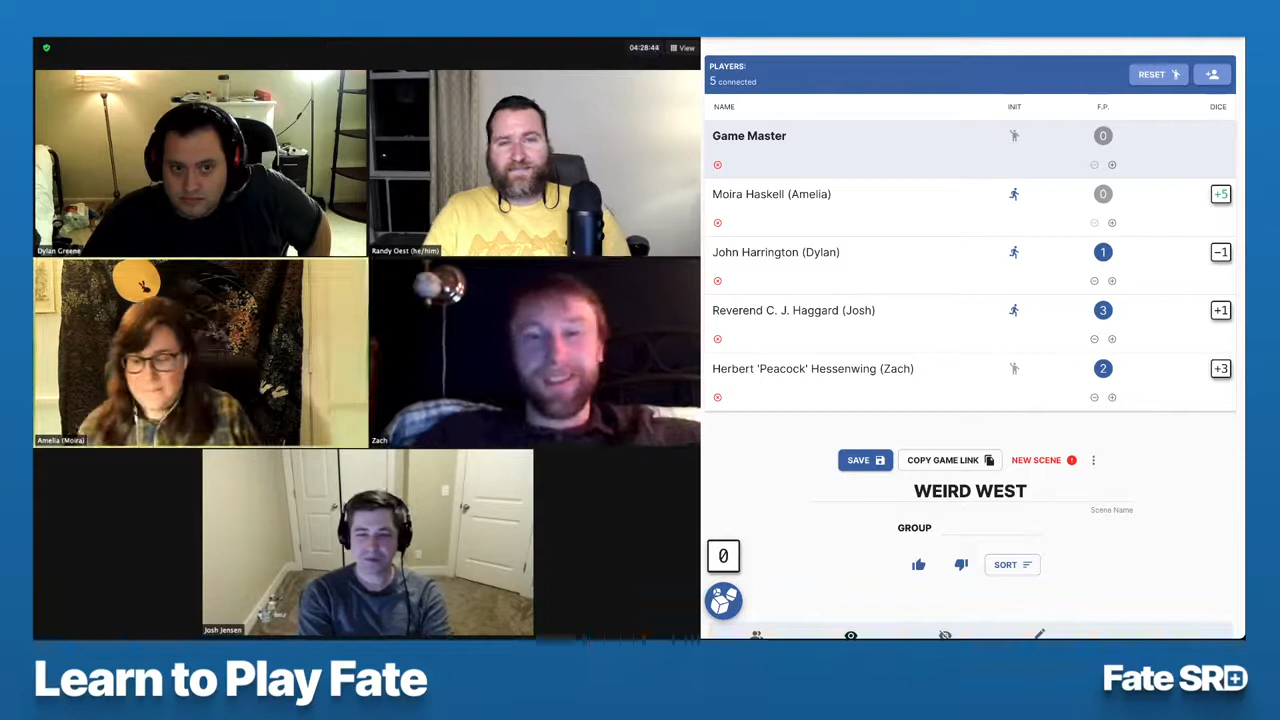 04:28:44
View
Dylan Greene
Randy Oest (he/him)
Amelia (Moira)
Zach
Josh Jensen
PLAYERS:
5 connected
RESET
NAME INIT F.P. DICE
Game Master 0
Moira Haskell (Amelia) 0 +5
John Harrington (Dylan) 1 −1
Reverend C. J. Haggard (Josh) 3 +1
Herbert 'Peacock' Hessenwing (Zach) 2 +3
SAVE COPY GAME LINK NEW SCENE
WEIRD WEST
Scene Name
GROUP
SORT
0
Learn to Play Fate
Fate SRD